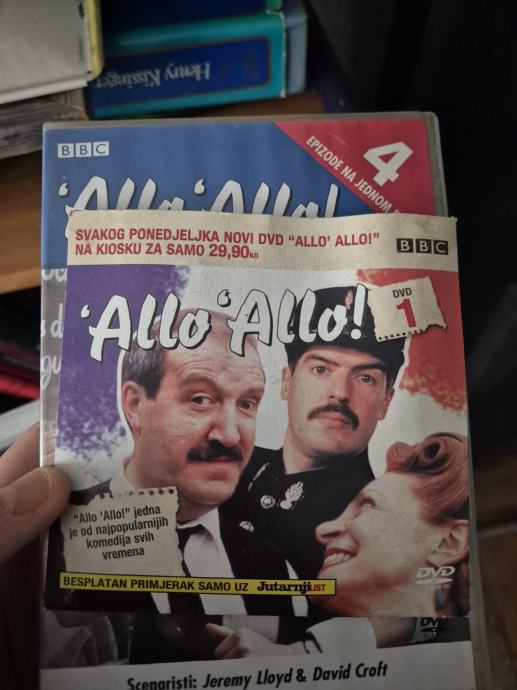 Henry Kissinger
BBC
'Allo 'Allo!
4
EPIZODE NA JEDNOM
SVAKOG PONEDJELJKA NOVI DVD "ALLO' ALLO!"
NA KIOSKU ZA SAMO 29,90kn
BBC
'Allo 'Allo!
DVD
1
"Allo 'Allo!" jedna
je od najpopularnijih
komedija svih
vremena
DVD
VIDEO
BESPLATAN PRIMJERAK SAMO UZ Jutarnji LIST
DVD
Scenaristi: Jeremy Lloyd & David Croft